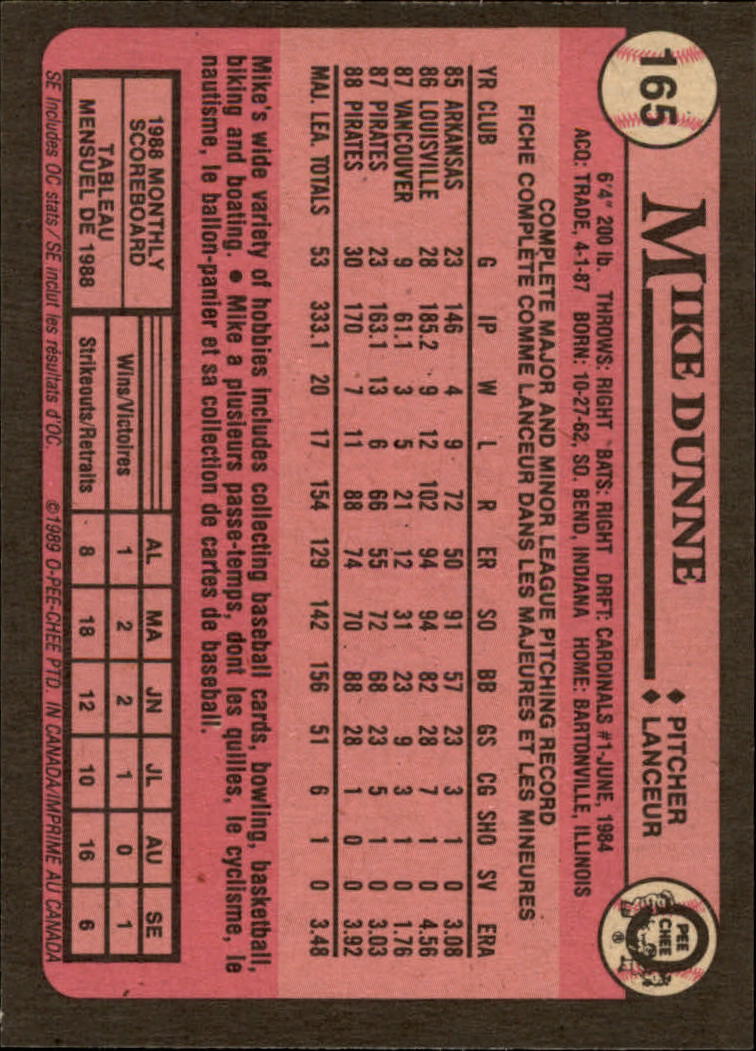 165
MIKE DUNNE
♦ PITCHER
♦ LANCEUR
O PEE CHEE ®
6'4" 200 lb. THROWS: RIGHT BATS: RIGHT DRFT: CARDINALS #1-JUNE, 1984
ACQ: TRADE, 4-1-87 BORN: 10-27-62, SO. BEND, INDIANA HOME: BARTONVILLE, ILLINOIS
COMPLETE MAJOR AND MINOR LEAGUE PITCHING RECORD
FICHE COMPLÈTE COMME LANCEUR DANS LES MAJEURES ET LES MINEURES
YR CLUB G IP W L R ER SO BB GS CG SHO SV ERA
85 ARKANSAS 23 146 4 9 72 50 91 57 23 3 1 0 3.08
86 LOUISVILLE 28 185.2 9 12 102 94 94 82 28 7 1 0 4.56
87 VANCOUVER 9 61.1 3 5 21 12 31 23 9 3 1 0 1.76
87 PIRATES 23 163.1 13 6 66 55 72 68 23 5 1 0 3.03
88 PIRATES 30 170 7 11 88 74 70 88 28 1 0 0 3.92
MAJ. LEA. TOTALS 53 333.1 20 17 154 129 142 156 51 6 1 0 3.48
Mike's wide variety of hobbies includes collecting baseball cards, bowling, basketball,
biking and boating. ● Mike a plusieurs passe-temps, dont les quilles, le cyclisme, le
nautisme, le ballon-panier et sa collection de cartes de baseball.
1988 MONTHLY
SCOREBOARD
TABLEAU
MENSUEL DE 1988
AL MA JN JL AU SE
Wins/Victoires 1 2 2 1 0 1
Strikeouts/Retraits 8 18 12 10 16 6
SE Includes OC stats / SE inclut les résultats d'OC. ©1989 O-PEE-CHEE PTD. IN CANADA/IMPRIMÉ AU CANADA